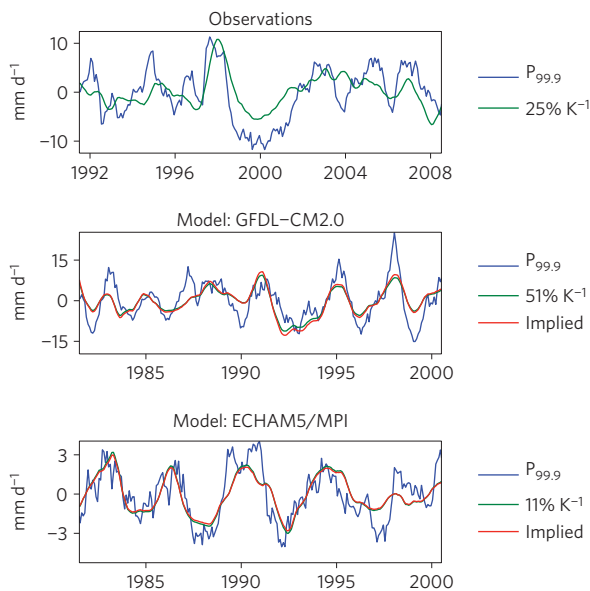 Observations
mm d⁻¹
10
0
−10
1992 1996 2000 2004 2008
P₉₉.₉
25% K⁻¹
Model: GFDL−CM2.0
mm d⁻¹
15
0
−15
1985 1990 1995 2000
P₉₉.₉
51% K⁻¹
Implied
Model: ECHAM5/MPI
mm d⁻¹
3
0
−3
1985 1990 1995 2000
P₉₉.₉
11% K⁻¹
Implied